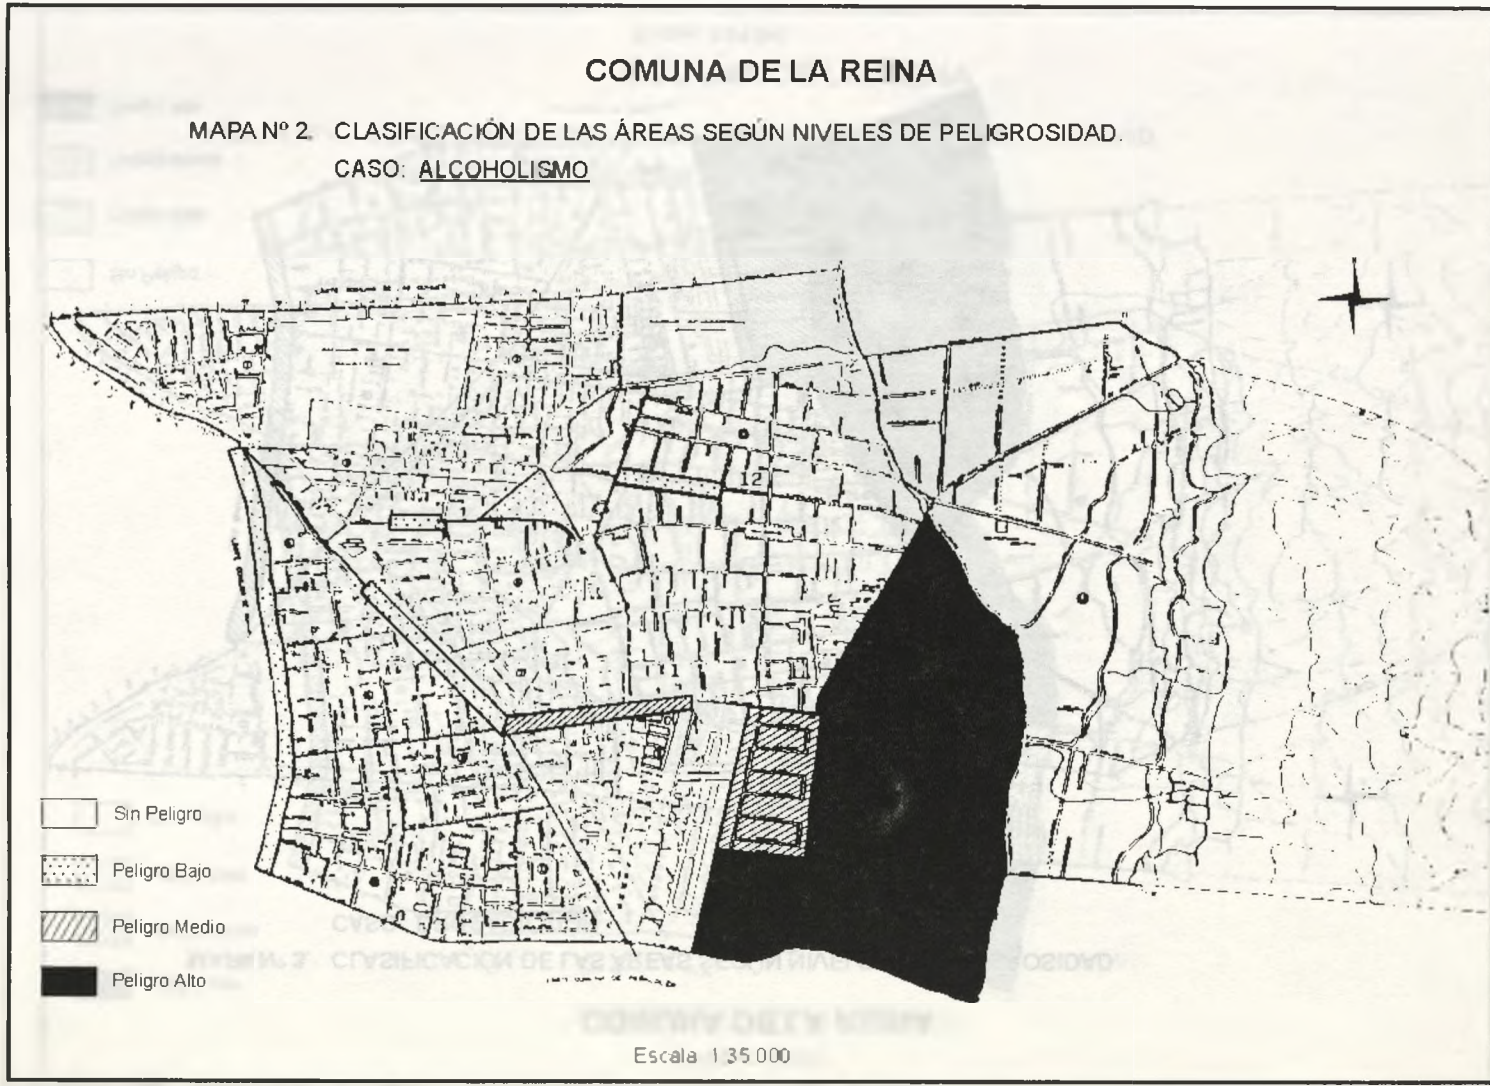 COMUNA DE LA REINA
MAPA Nº 2. CLASIFICACIÓN DE LAS ÁREAS SEGÚN NIVELES DE PELIGROSIDAD.
CASO: ALCOHOLISMO
12
Sin Peligro
Peligro Bajo
Peligro Medio
Peligro Alto
Escala 1 35 000